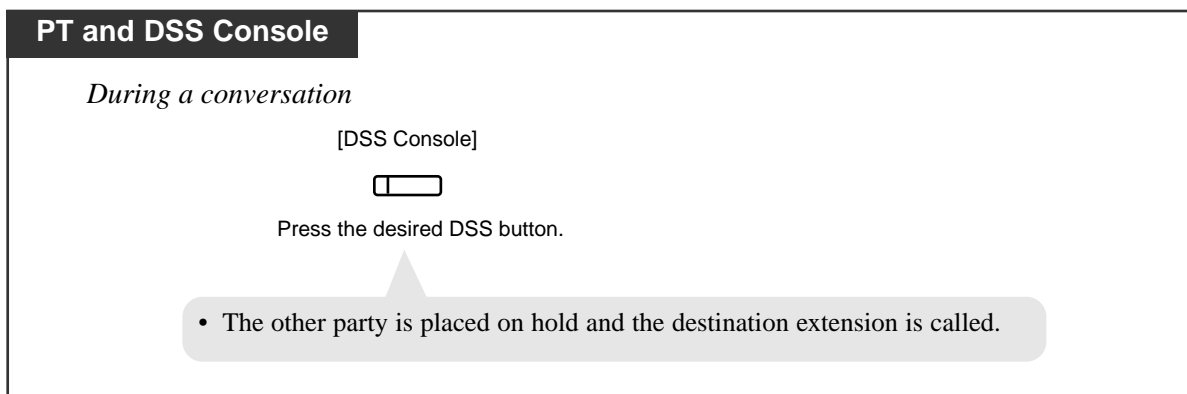 PT and DSS Console
During a conversation
[DSS Console]
Press the desired DSS button.
• The other party is placed on hold and the destination extension is called.